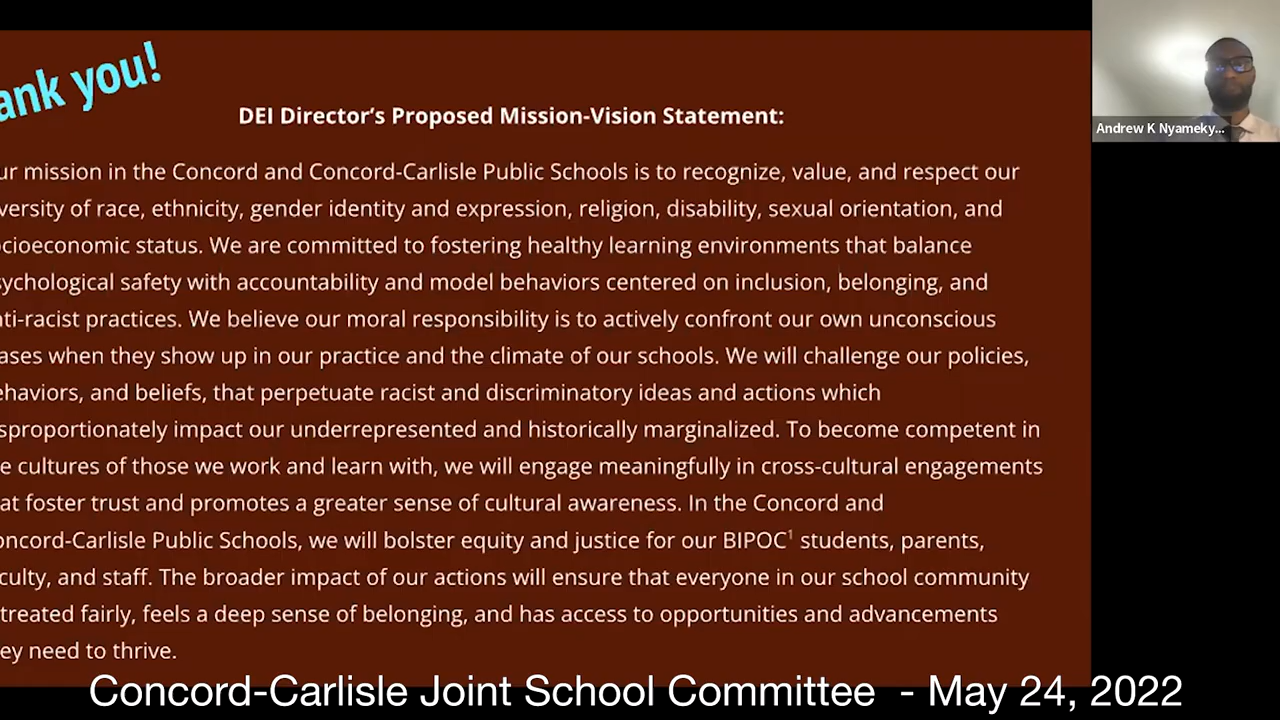 ank you!
DEI Director’s Proposed Mission-Vision Statement:
ur mission in the Concord and Concord-Carlisle Public Schools is to recognize, value, and respect our
versity of race, ethnicity, gender identity and expression, religion, disability, sexual orientation, and
cioeconomic status. We are committed to fostering healthy learning environments that balance
ychological safety with accountability and model behaviors centered on inclusion, belonging, and
ti-racist practices. We believe our moral responsibility is to actively confront our own unconscious
ases when they show up in our practice and the climate of our schools. We will challenge our policies,
ehaviors, and beliefs, that perpetuate racist and discriminatory ideas and actions which
sproportionately impact our underrepresented and historically marginalized. To become competent in
e cultures of those we work and learn with, we will engage meaningfully in cross-cultural engagements
at foster trust and promotes a greater sense of cultural awareness. In the Concord and
oncord-Carlisle Public Schools, we will bolster equity and justice for our BIPOC¹ students, parents,
culty, and staff. The broader impact of our actions will ensure that everyone in our school community
treated fairly, feels a deep sense of belonging, and has access to opportunities and advancements
ey need to thrive.
Andrew K Nyameky...
Concord-Carlisle Joint School Committee - May 24, 2022